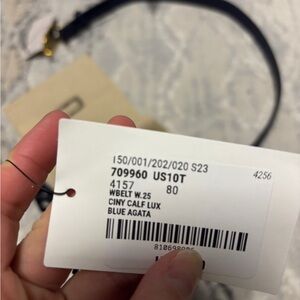 150/001/202/020 S23
4256
709960 US10T
4157 80
WBELT W.25
CINY CALF LUX
BLUE AGATA